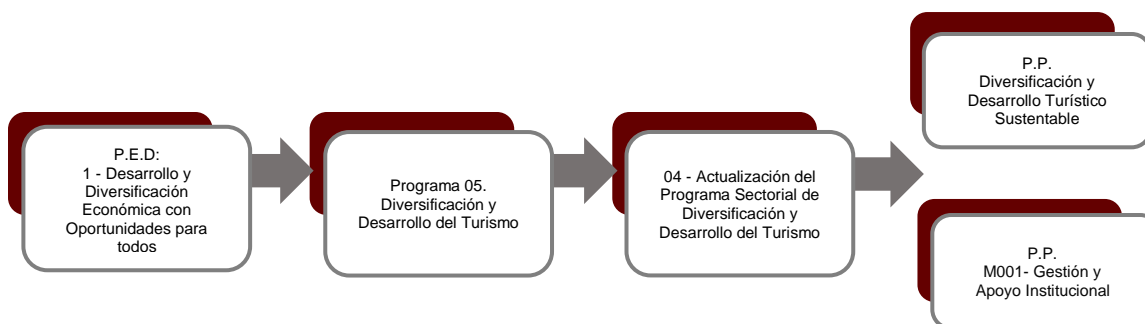 P.E.D:
1 - Desarrollo y
Diversificación
Económica con
Oportunidades para
todos
Programa 05.
Diversificación y
Desarrollo del Turismo
04 - Actualización del
Programa Sectorial de
Diversificación y
Desarrollo del Turismo
P.P.
Diversificación y
Desarrollo Turístico
Sustentable
P.P.
M001- Gestión y
Apoyo Institucional